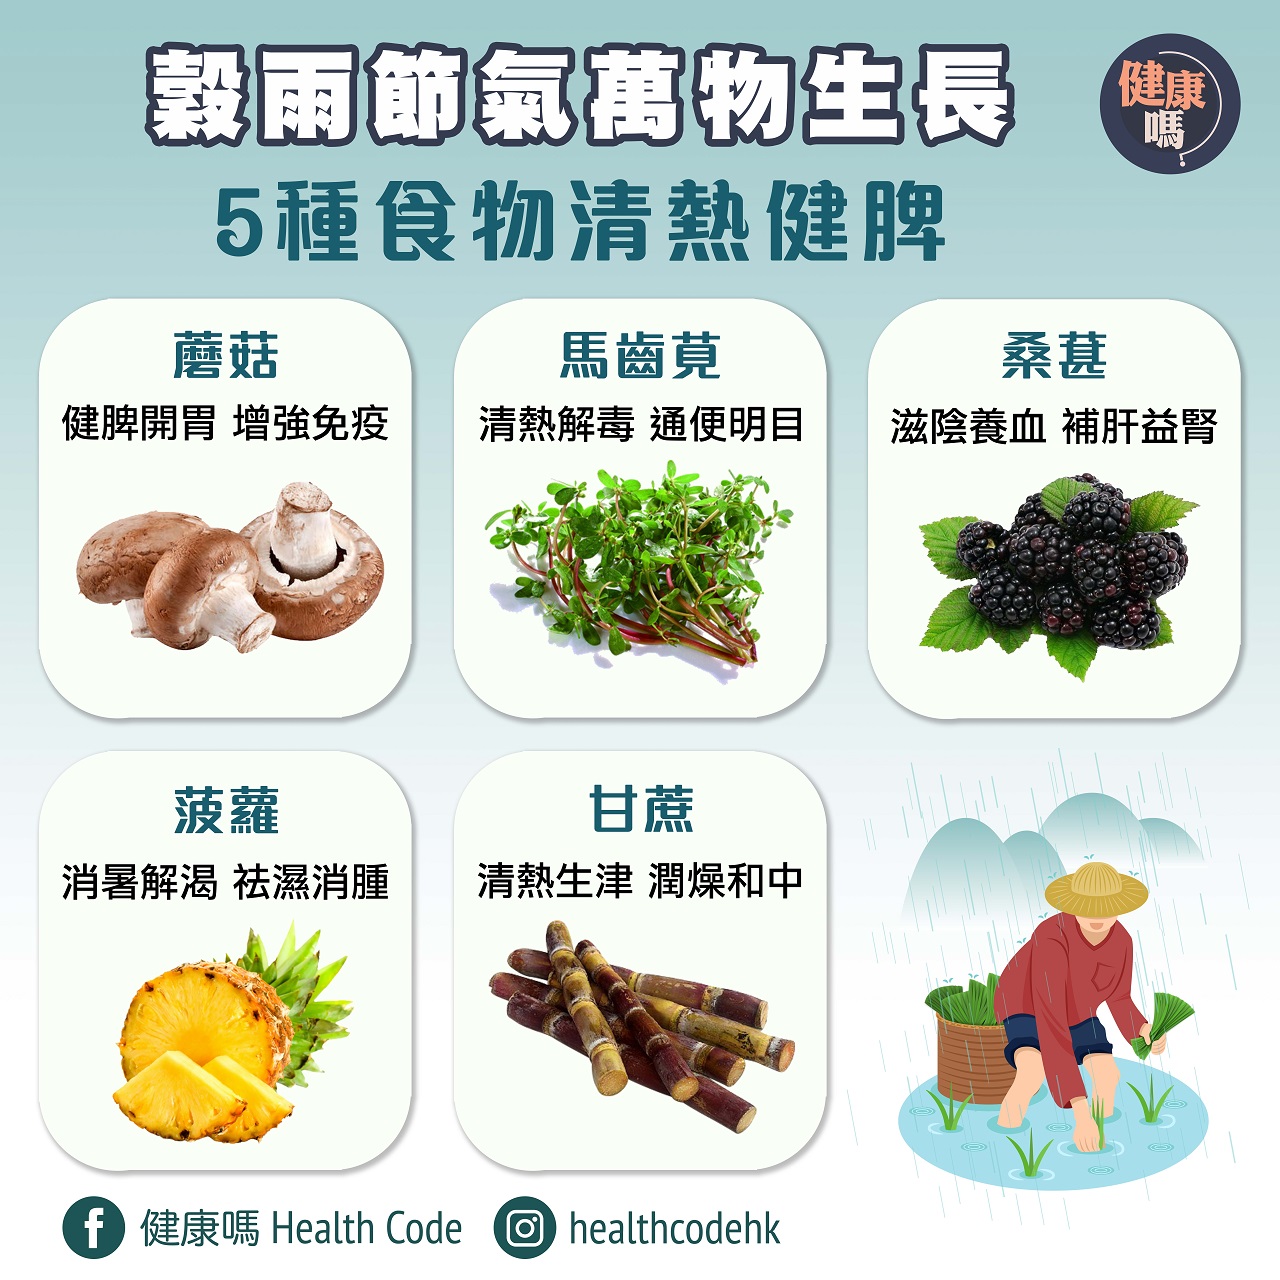 穀雨節氣萬物生長
健康
嗎
5種食物清熱健脾
蘑菇
健脾開胃 增強免疫
馬齒莧
清熱解毒 通便明目
桑葚
滋陰養血 補肝益腎
菠蘿
消暑解渴 祛濕消腫
甘蔗
清熱生津 潤燥和中
健康嗎 Health Code
healthcodehk